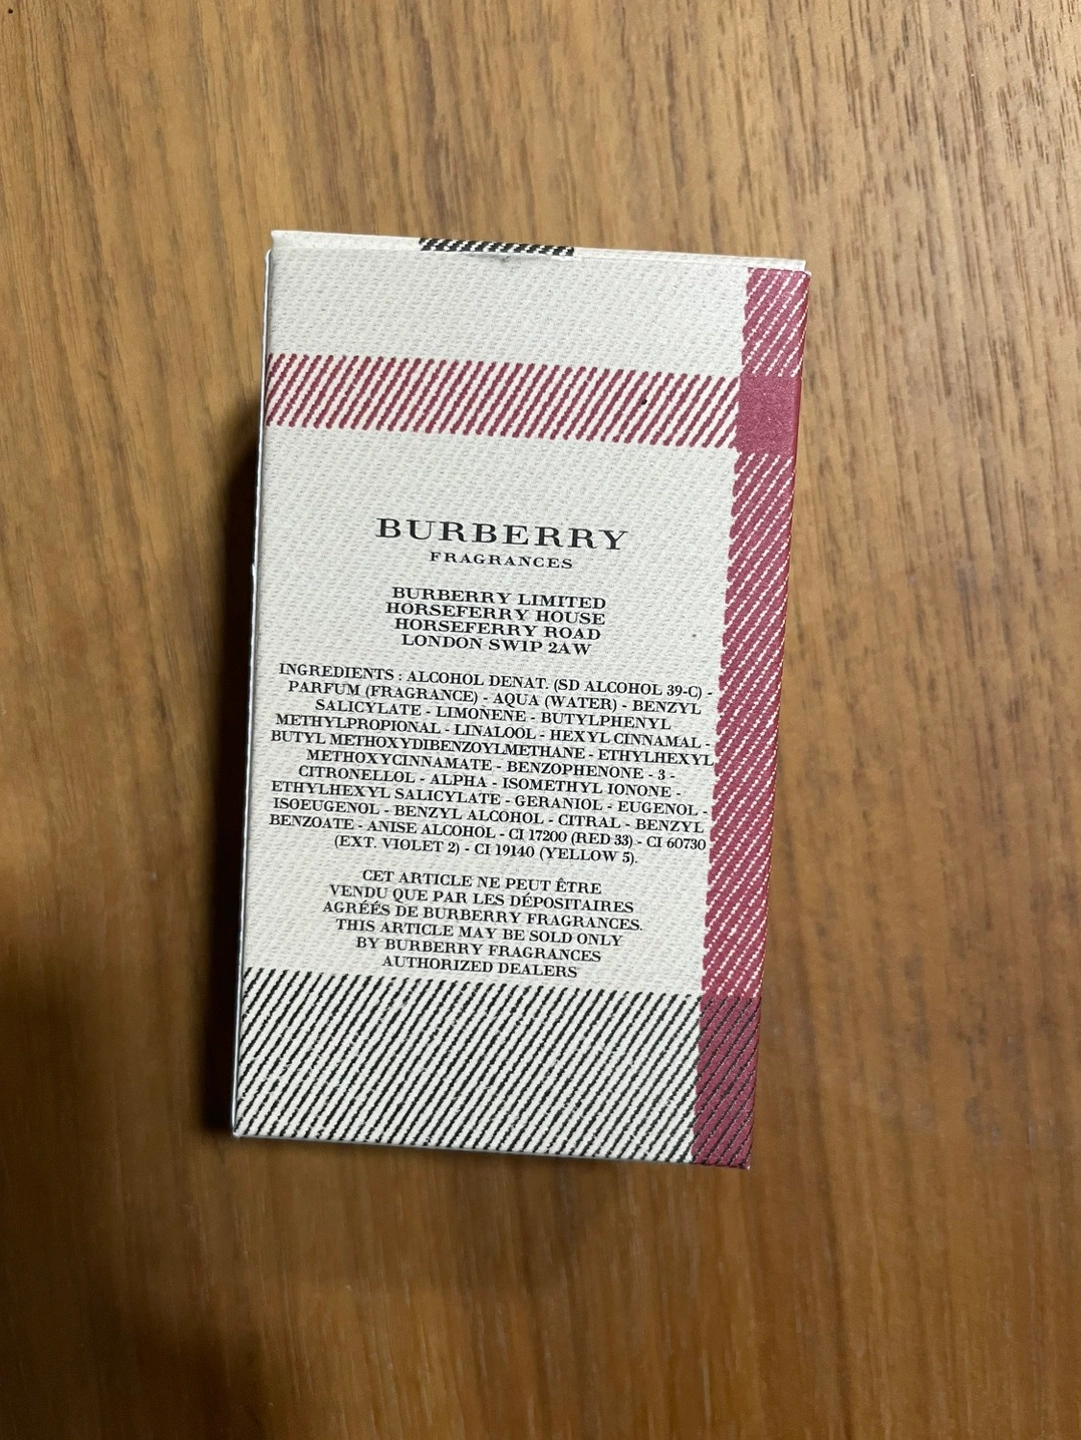 BURBERRY
FRAGRANCES
BURBERRY LIMITED
HORSEFERRY HOUSE
HORSEFERRY ROAD
LONDON SW1P 2AW
INGREDIENTS : ALCOHOL DENAT. (SD ALCOHOL 39-C) -
PARFUM (FRAGRANCE) - AQUA (WATER) - BENZYL
SALICYLATE - LIMONENE - BUTYLPHENYL
METHYLPROPIONAL - LINALOOL - HEXYL CINNAMAL -
BUTYL METHOXYDIBENZOYLMETHANE - ETHYLHEXYL
METHOXYCINNAMATE - BENZOPHENONE - 3 -
CITRONELLOL - ALPHA - ISOMETHYL IONONE -
ETHYLHEXYL SALICYLATE - GERANIOL - EUGENOL -
ISOEUGENOL - BENZYL ALCOHOL - CITRAL - BENZYL
BENZOATE - ANISE ALCOHOL - CI 17200 (RED 33) - CI 60730
(EXT. VIOLET 2) - CI 19140 (YELLOW 5).
CET ARTICLE NE PEUT ÊTRE
VENDU QUE PAR LES DÉPOSITAIRES
AGRÉÉS DE BURBERRY FRAGRANCES.
THIS ARTICLE MAY BE SOLD ONLY
BY BURBERRY FRAGRANCES
AUTHORIZED DEALERS